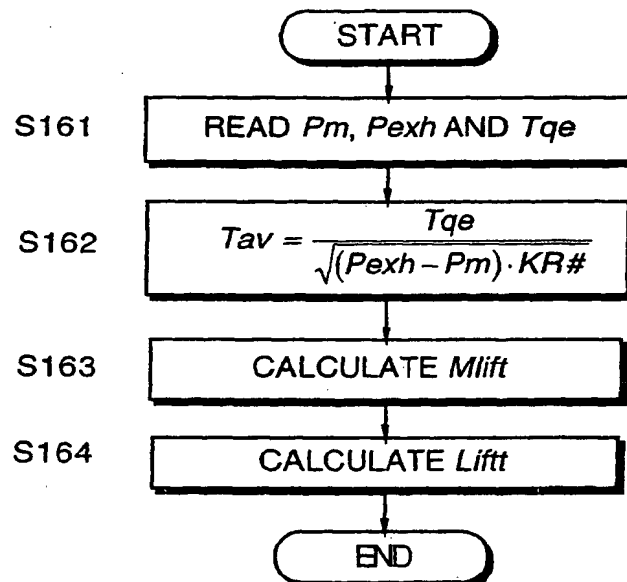 START
S161
READ Pm, Pexh AND Tqe
S162
Tav = Tqe / √(Pexh – Pm) · KR#
S163
CALCULATE Mlift
S164
CALCULATE Liftt
END